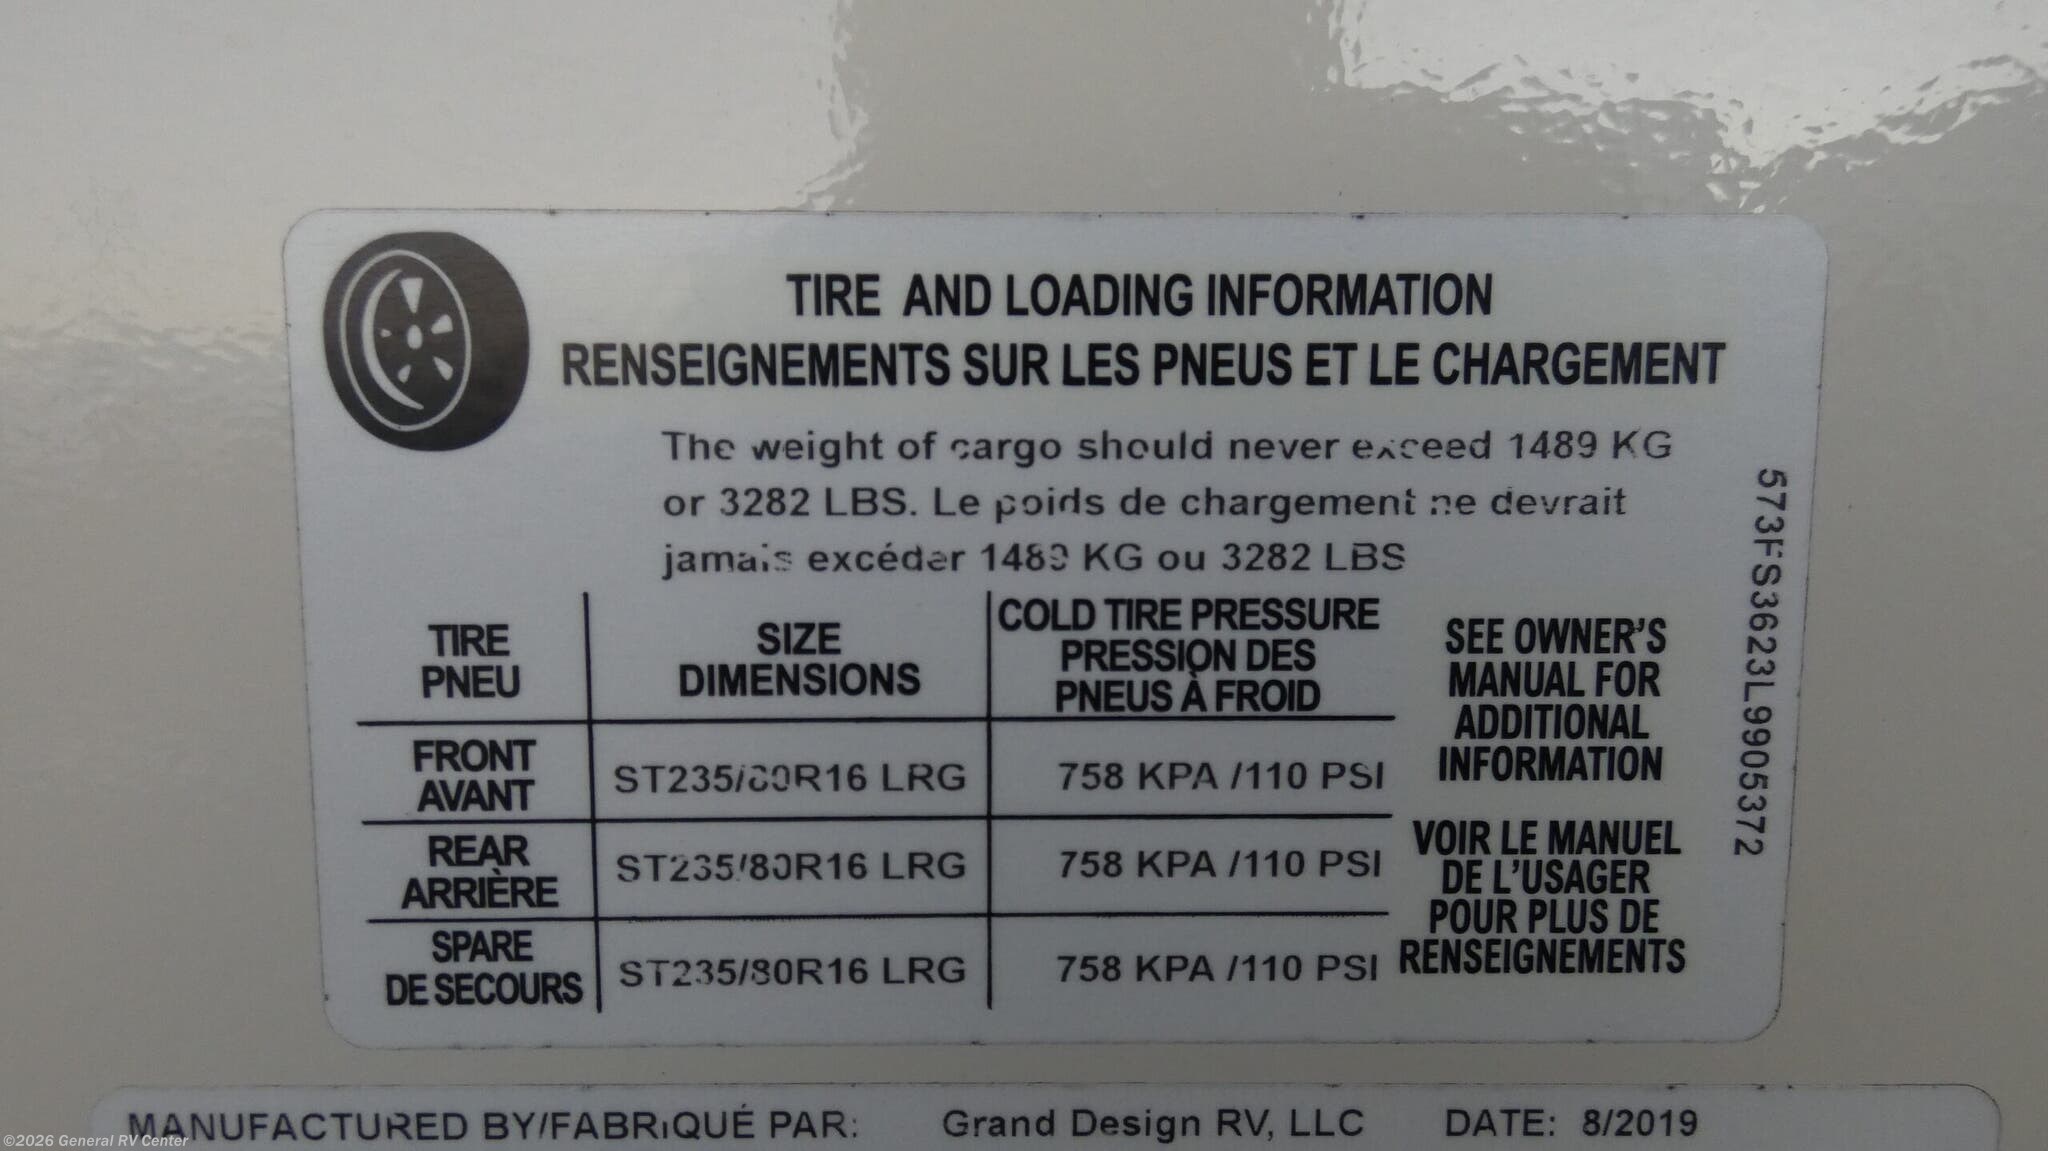 TIRE AND LOADING INFORMATION
RENSEIGNEMENTS SUR LES PNEUS ET LE CHARGEMENT
The weight of cargo should never exceed 1489 KG
or 3282 LBS. Le poids de chargement ne devrait
jamais excéder 1489 KG ou 3282 LBS
TIRE
PNEU
SIZE
DIMENSIONS
COLD TIRE PRESSURE
PRESSION DES
PNEUS À FROID
FRONT
AVANT
ST235/80R16 LRG
758 KPA /110 PSI
REAR
ARRIÈRE
ST235/80R16 LRG
758 KPA /110 PSI
SPARE
DE SECOURS
ST235/80R16 LRG
758 KPA /110 PSI
SEE OWNER'S
MANUAL FOR
ADDITIONAL
INFORMATION
VOIR LE MANUEL
DE L'USAGER
POUR PLUS DE
RENSEIGNEMENTS
573FS3623L9905372
MANUFACTURED BY/FABRIQUÉ PAR: Grand Design RV, LLC DATE: 8/2019
©2026 General RV Center